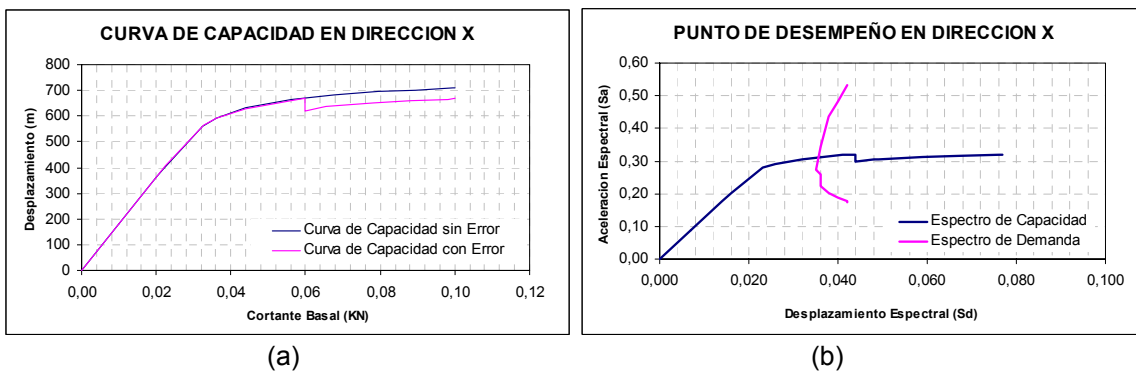 CURVA DE CAPACIDAD EN DIRECCION X
800
700
600
500
400
300
200
100
0
Desplazamiento (m)
0,00 0,02 0,04 0,06 0,08 0,10 0,12
Cortante Basal (KN)
Curva de Capacidad sin Error
Curva de Capacidad con Error
(a)
PUNTO DE DESEMPEÑO EN DIRECCION X
0,60
0,50
0,40
0,30
0,20
0,10
0,00
Aceleracion Espectral (Sa)
0,000 0,020 0,040 0,060 0,080 0,100
Desplazamiento Espectral (Sd)
Espectro de Capacidad
Espectro de Demanda
(b)